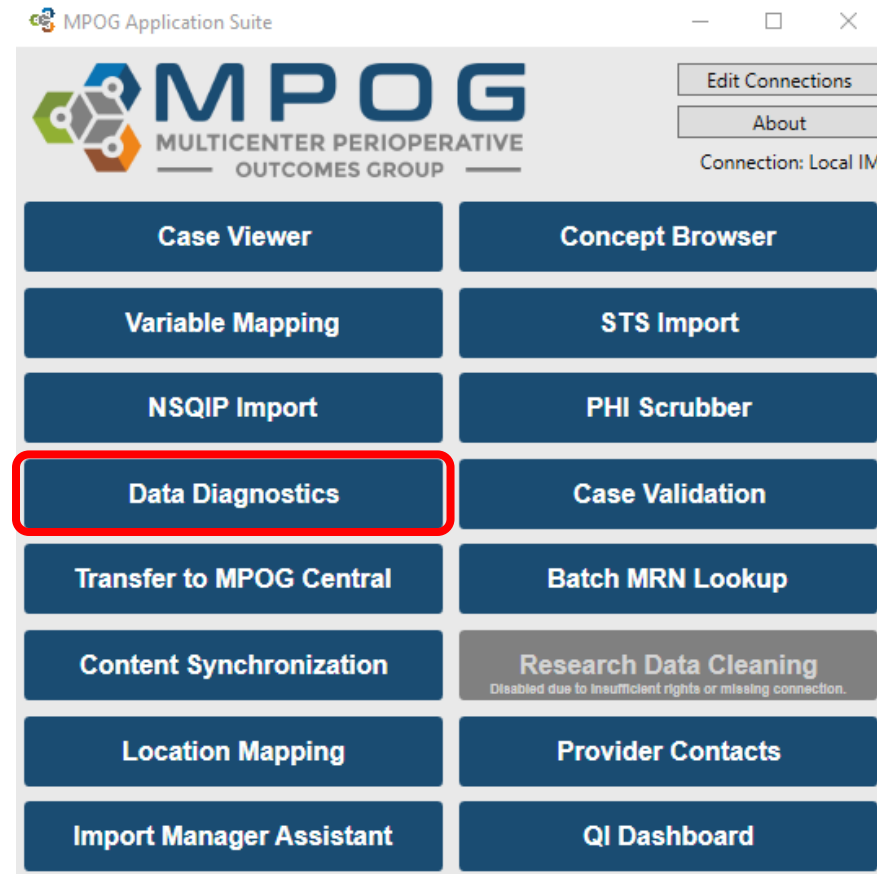 MPOG Application Suite
MPOG
MULTICENTER PERIOPERATIVE
OUTCOMES GROUP
Edit Connections
About
Connection: Local IM
Case Viewer
Concept Browser
Variable Mapping
STS Import
NSQIP Import
PHI Scrubber
Data Diagnostics
Case Validation
Transfer to MPOG Central
Batch MRN Lookup
Content Synchronization
Research Data Cleaning
Disabled due to insufficient rights or missing connection.
Location Mapping
Provider Contacts
Import Manager Assistant
QI Dashboard